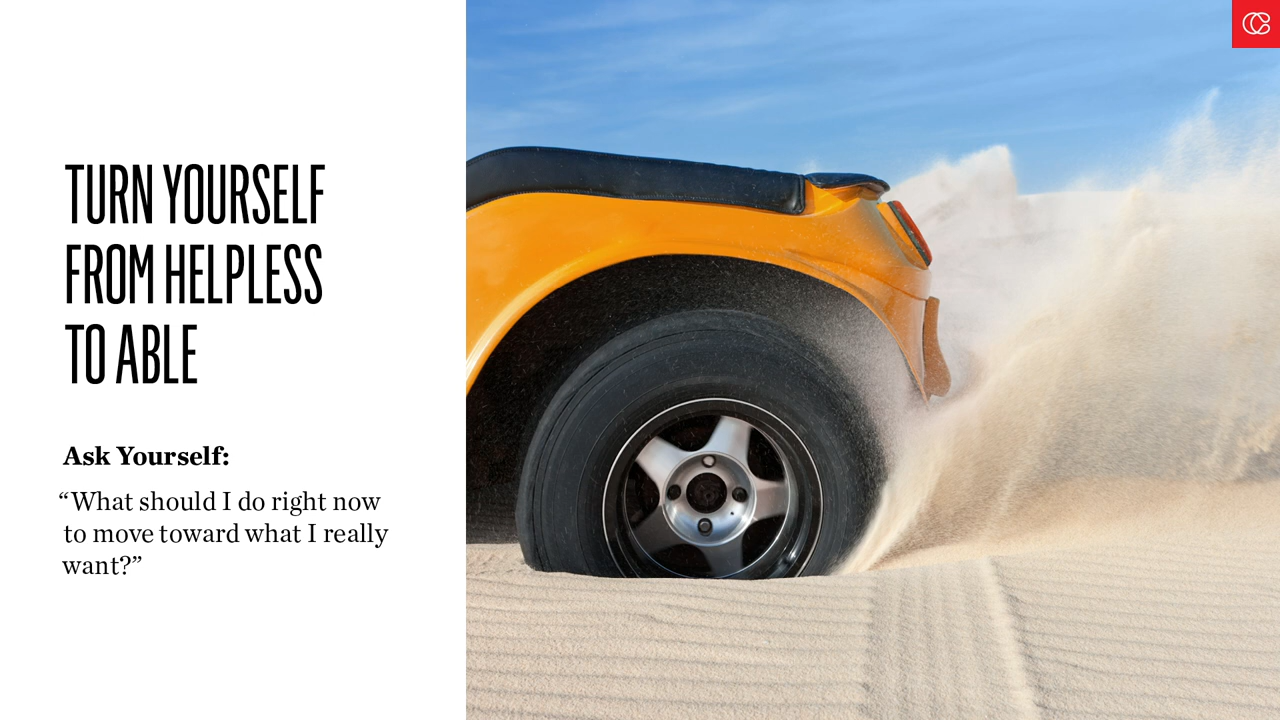 TURN YOURSELF
FROM HELPLESS
TO ABLE
Ask Yourself:
“What should I do right now
to move toward what I really
want?”